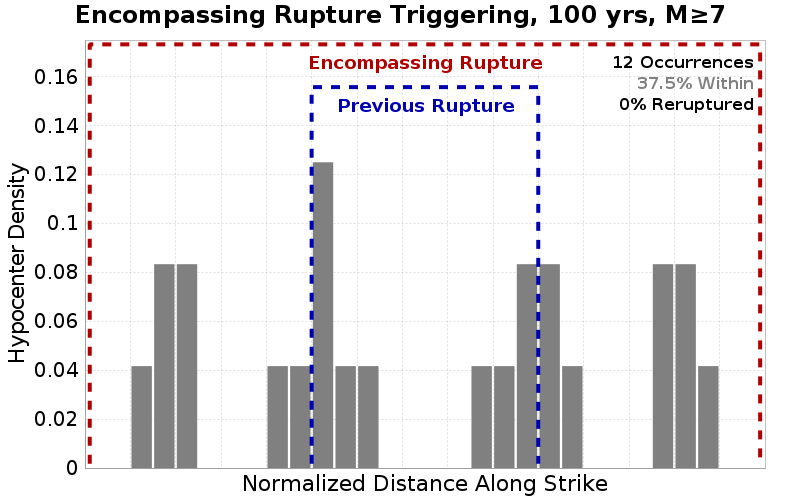 Encompassing Rupture Triggering, 100 yrs, M≥7
Encompassing Rupture
12 Occurrences
37.5% Within
0% Reruptured
Previous Rupture
Hypocenter Density
0.16
0.14
0.12
0.1
0.08
0.06
0.04
0.02
0
Normalized Distance Along Strike